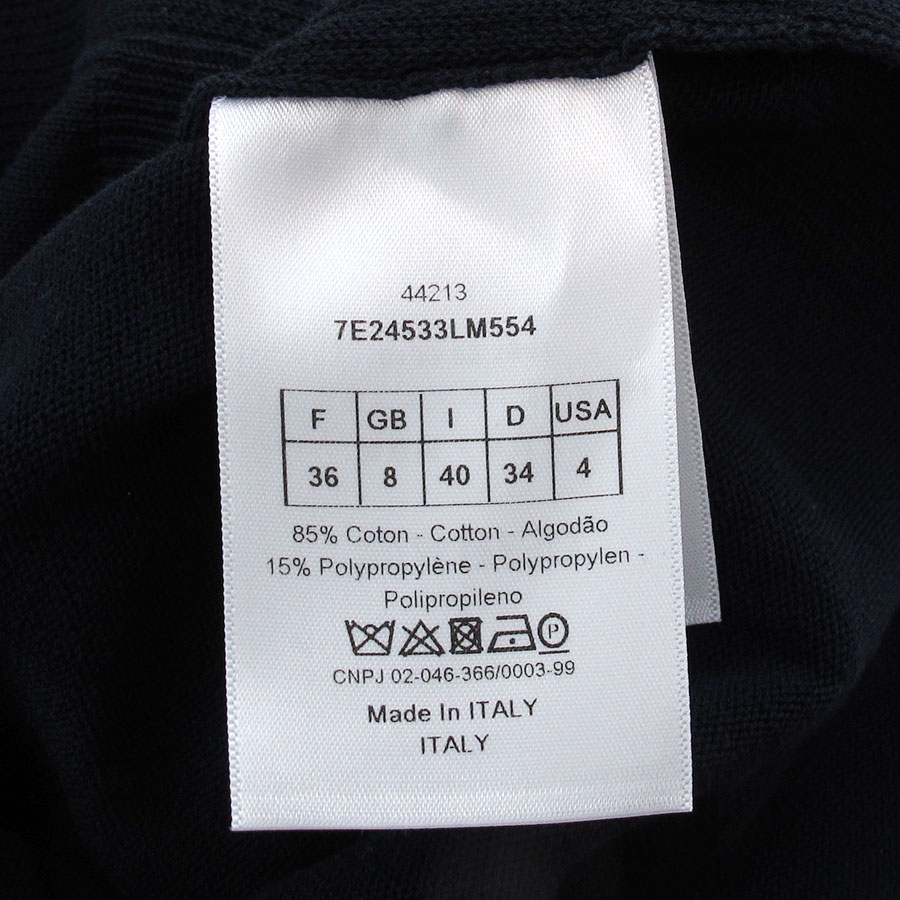 44213
7E24533LM554
F GB I D USA
36 8 40 34 4
85% Coton - Cotton - Algodão
15% Polypropylène - Polypropylen -
Polipropileno
P
CNPJ 02-046-366/0003-99
Made In ITALY
ITALY